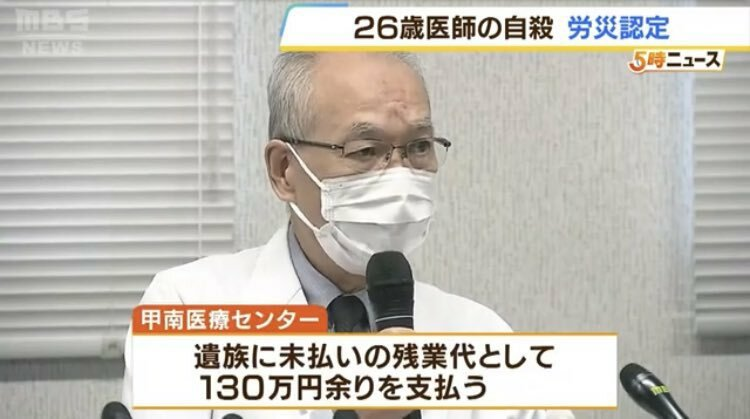 MBS NEWS
26歳医師の自殺 労災認定
5時ニュース
甲南医療センター
遺族に未払いの残業代として
130万円余りを支払う